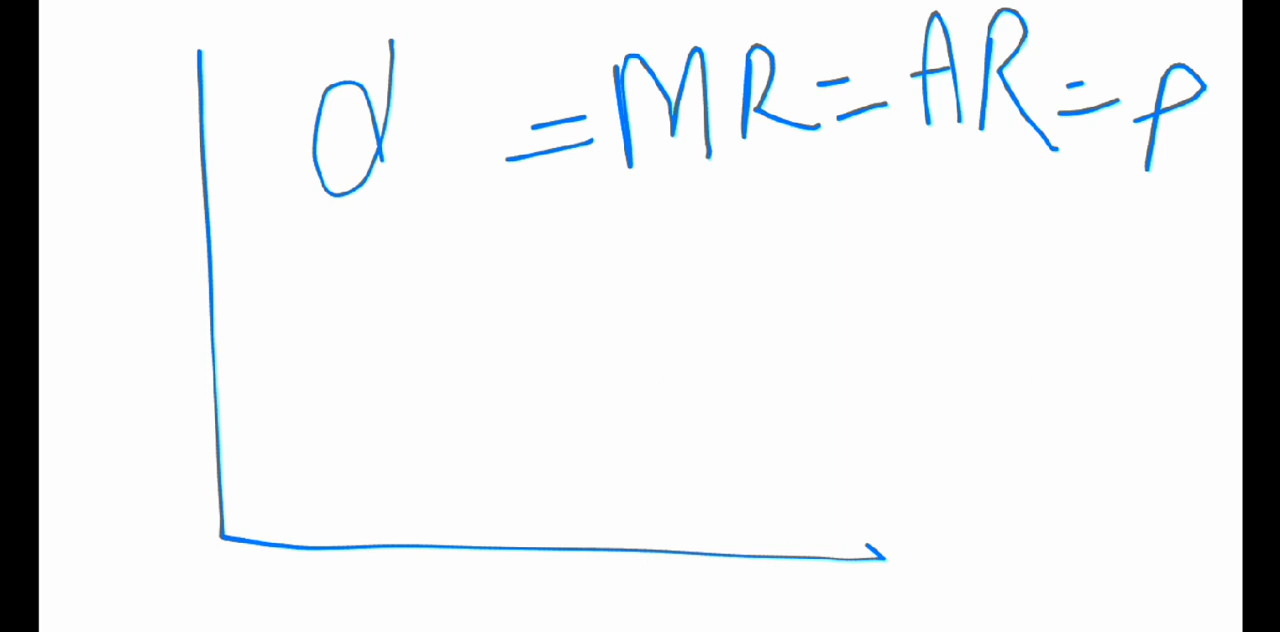 d = MR = AR = P